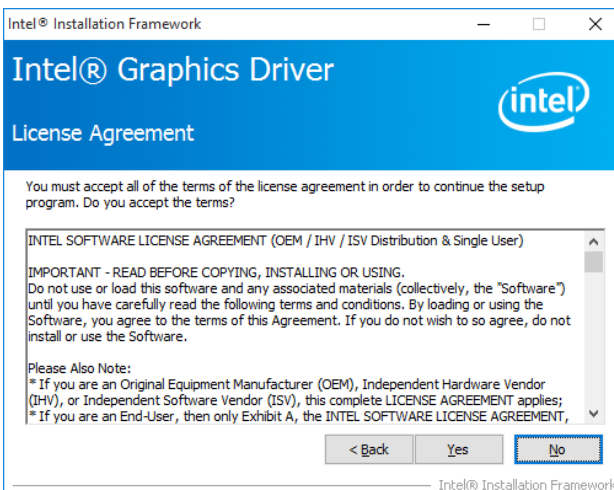 Intel® Installation Framework
Intel® Graphics Driver
intel
License Agreement
You must accept all of the terms of the license agreement in order to continue the setup
program. Do you accept the terms?
INTEL SOFTWARE LICENSE AGREEMENT (OEM / IHV / ISV Distribution & Single User)
IMPORTANT - READ BEFORE COPYING, INSTALLING OR USING.
Do not use or load this software and any associated materials (collectively, the "Software")
until you have carefully read the following terms and conditions. By loading or using the
Software, you agree to the terms of this Agreement. If you do not wish to so agree, do not
install or use the Software.
Please Also Note:
* If you are an Original Equipment Manufacturer (OEM), Independent Hardware Vendor
(IHV), or Independent Software Vendor (ISV), this complete LICENSE AGREEMENT applies;
* If you are an End-User, then only Exhibit A, the INTEL SOFTWARE LICENSE AGREEMENT,
< Back Yes No
Intel® Installation Framework